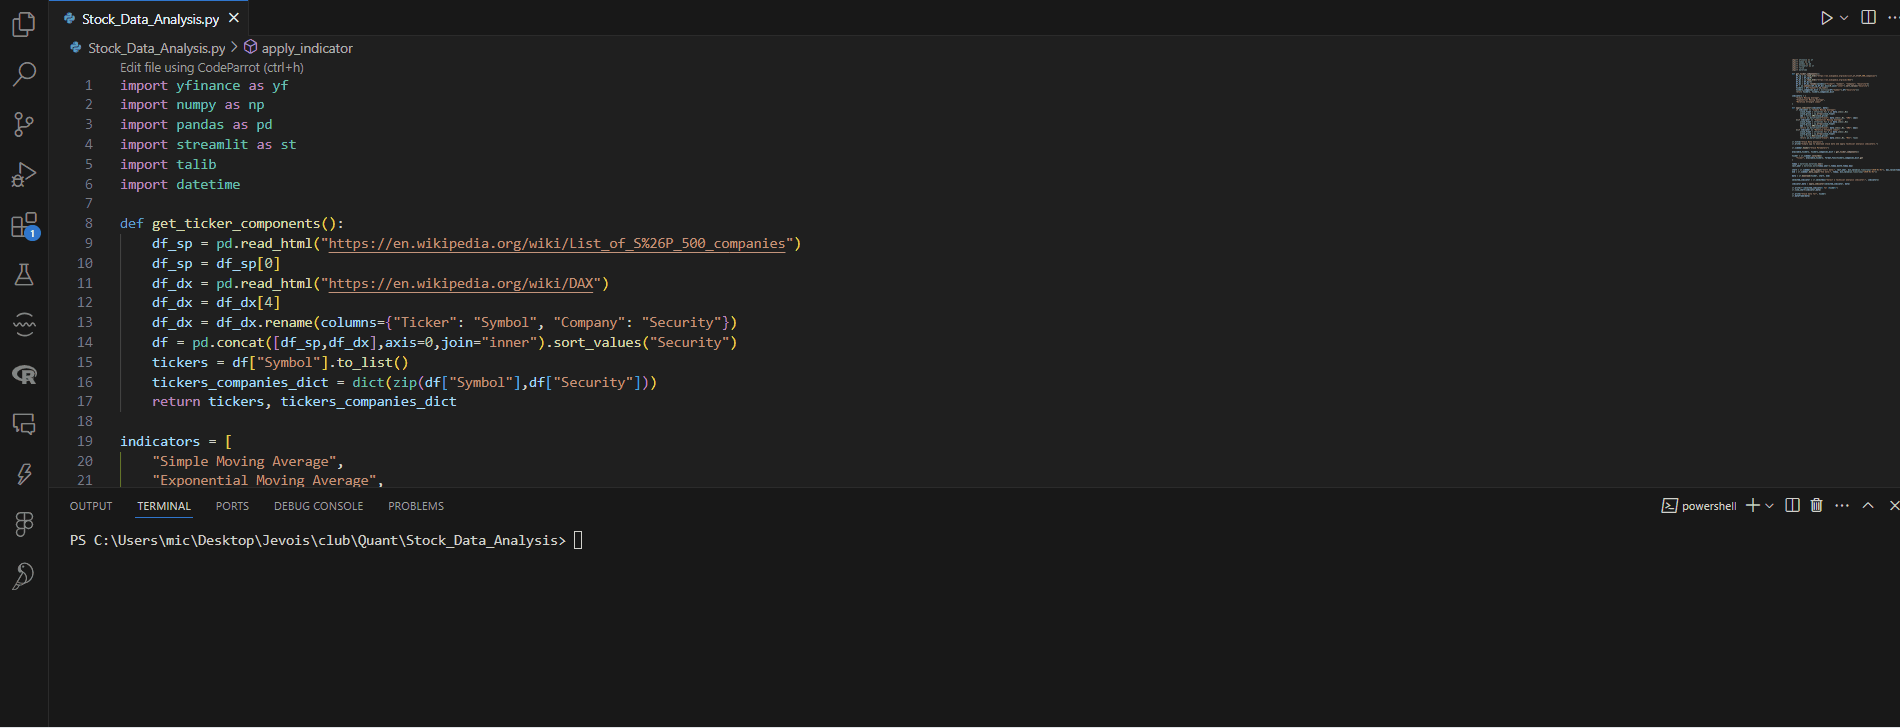 Stock_Data_Analysis.py
Stock_Data_Analysis.py > apply_indicator
Edit file using CodeParrot (ctrl+h)
1 import yfinance as yf
2 import numpy as np
3 import pandas as pd
4 import streamlit as st
5 import talib
6 import datetime
7
8 def get_ticker_components():
9     df_sp = pd.read_html("https://en.wikipedia.org/wiki/List_of_S%26P_500_companies")
10     df_sp = df_sp[0]
11     df_dx = pd.read_html("https://en.wikipedia.org/wiki/DAX")
12     df_dx = df_dx[4]
13     df_dx = df_dx.rename(columns={"Ticker": "Symbol", "Company": "Security"})
14     df = pd.concat([df_sp,df_dx],axis=0,join="inner").sort_values("Security")
15     tickers = df["Symbol"].to_list()
16     tickers_companies_dict = dict(zip(df["Symbol"],df["Security"]))
17     return tickers, tickers_companies_dict
18
19 indicators = [
20     "Simple Moving Average",
21     "Exponential Moving Average",
1
OUTPUT TERMINAL PORTS DEBUG CONSOLE PROBLEMS
powershell
PS C:\Users\mic\Desktop\Jevois\club\Quant\Stock_Data_Analysis>